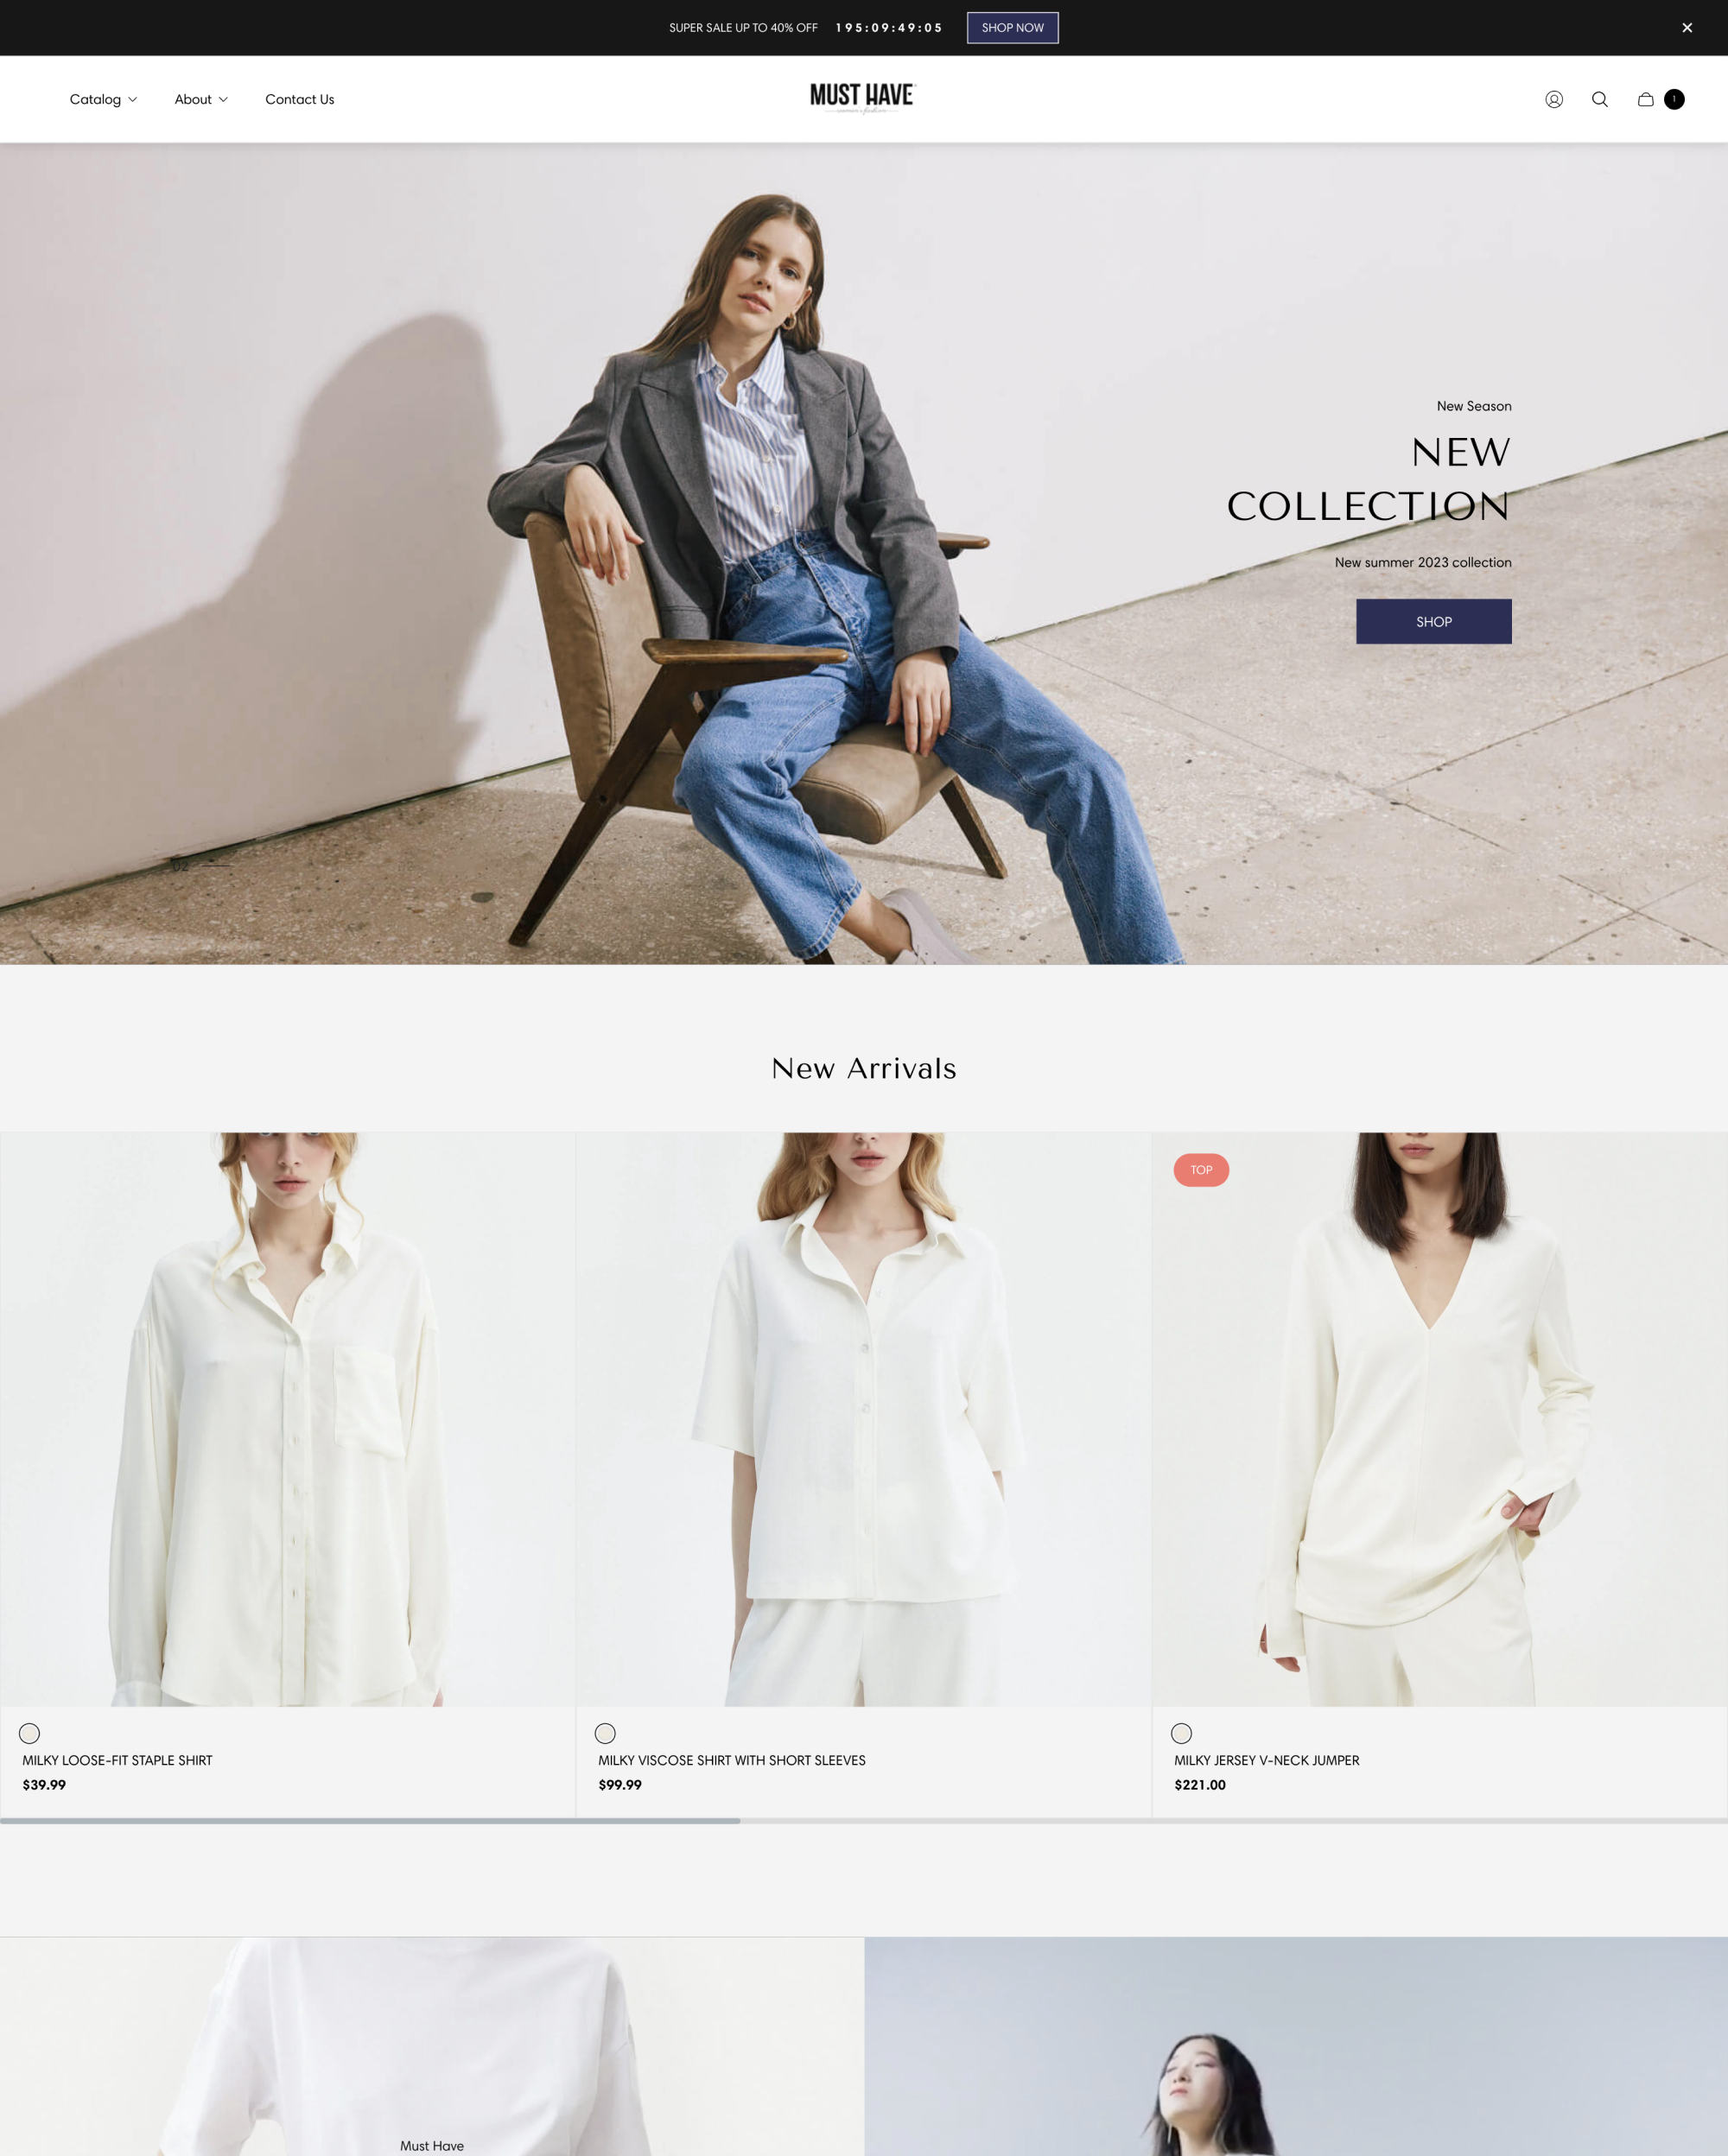 SUPER SALE UP TO 40% OFF 195:09:49:05 SHOP NOW
Catalog About Contact Us
MUST HAVE
1
New Season
NEW
COLLECTION
New summer 2023 collection
SHOP
02
New Arrivals
TOP
MILKY LOOSE-FIT STAPLE SHIRT
$39.99
MILKY VISCOSE SHIRT WITH SHORT SLEEVES
$99.99
MILKY JERSEY V-NECK JUMPER
$221.00
Must Have